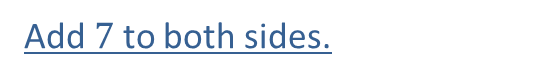 Add 7 to both sides.